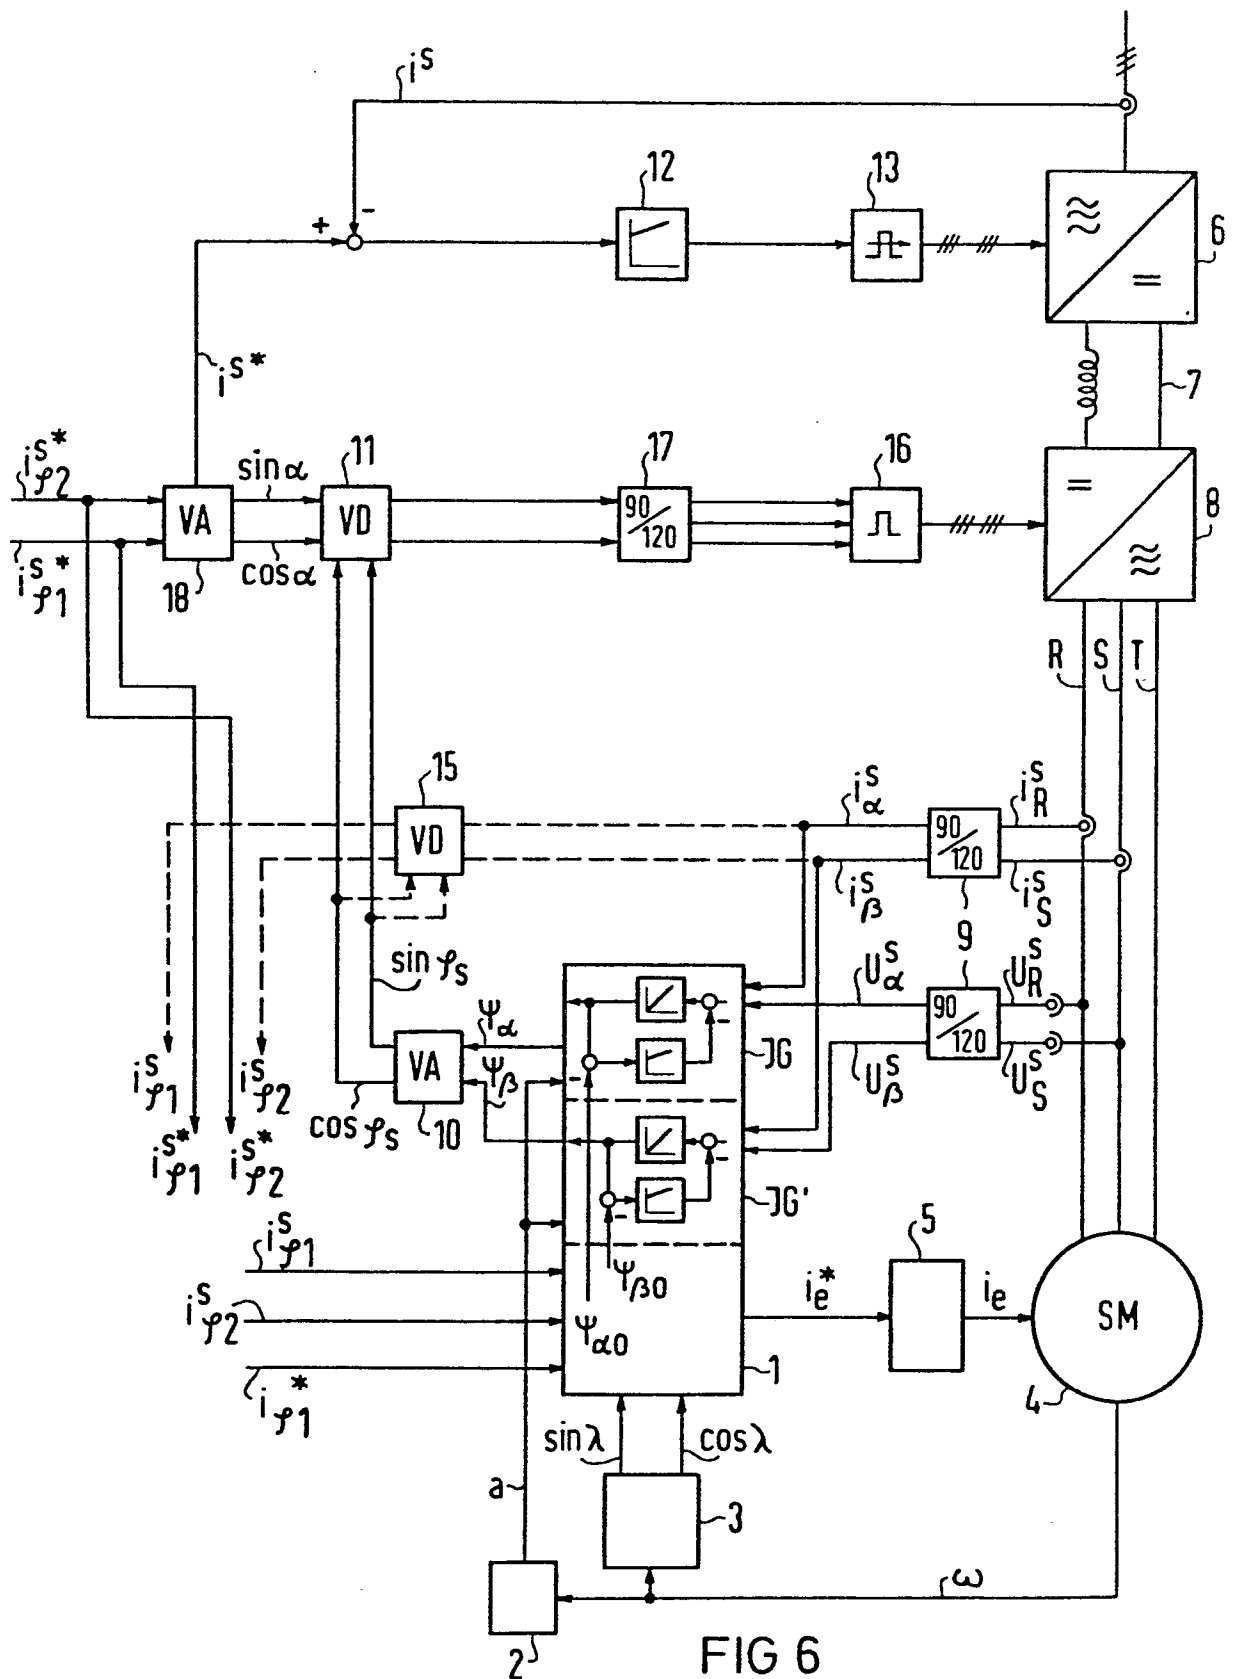 i^s
12
13
6
+
-
i^s*
7
i^s*_φ2
sin α
11
17
16
8
VA
VD
90/120
i^s*_φ1
18
cos α
R S T
15
i^s_α
i^s_R
VD
90/120
i^s_β
i^s_S
9
sin φ_s
U^s_α
U^s_R
-
Ψ_α
90/120
VA
JG
Ψ_β
-
U^s_β
U^s_S
i^s_φ1
i^s_φ2
cos φ_s
10
-
i^s*_φ1
i^s*_φ2
JG'
-
5
i^s_φ1
Ψ_β0
i^*_e
i_e
SM
i^s_φ2
Ψ_α0
1
4
i^*_φ1
sin λ
cos λ
a
3
ω
2
FIG 6